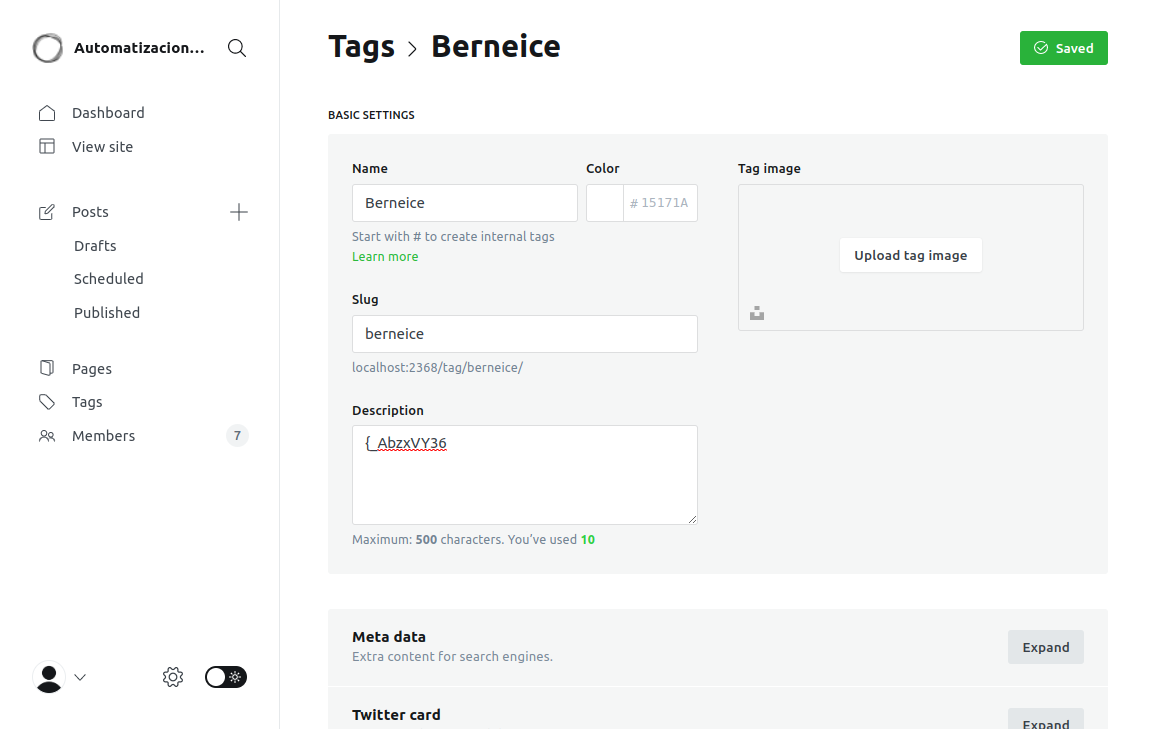 Automatizacion...
Tags > Berneice
Saved
Dashboard
View site
Posts
Drafts
Scheduled
Published
Pages
Tags
Members 7
BASIC SETTINGS
Name
Berneice
Start with # to create internal tags
Learn more
Color
# 15171A
Tag image
Upload tag image
Slug
berneice
localhost:2368/tag/berneice/
Description
{_AbzxVY36
Maximum: 500 characters. You’ve used 10
Meta data
Extra content for search engines.
Expand
Twitter card
Expand